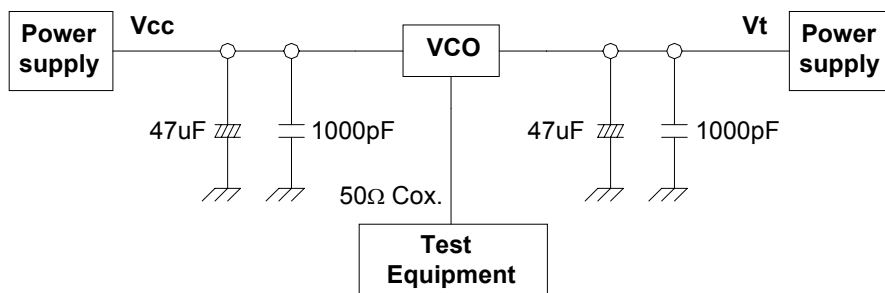 Power
supply
Vcc
VCO
Vt
Power
supply
47uF
1000pF
47uF
1000pF
50Ω Cox.
Test
Equipment